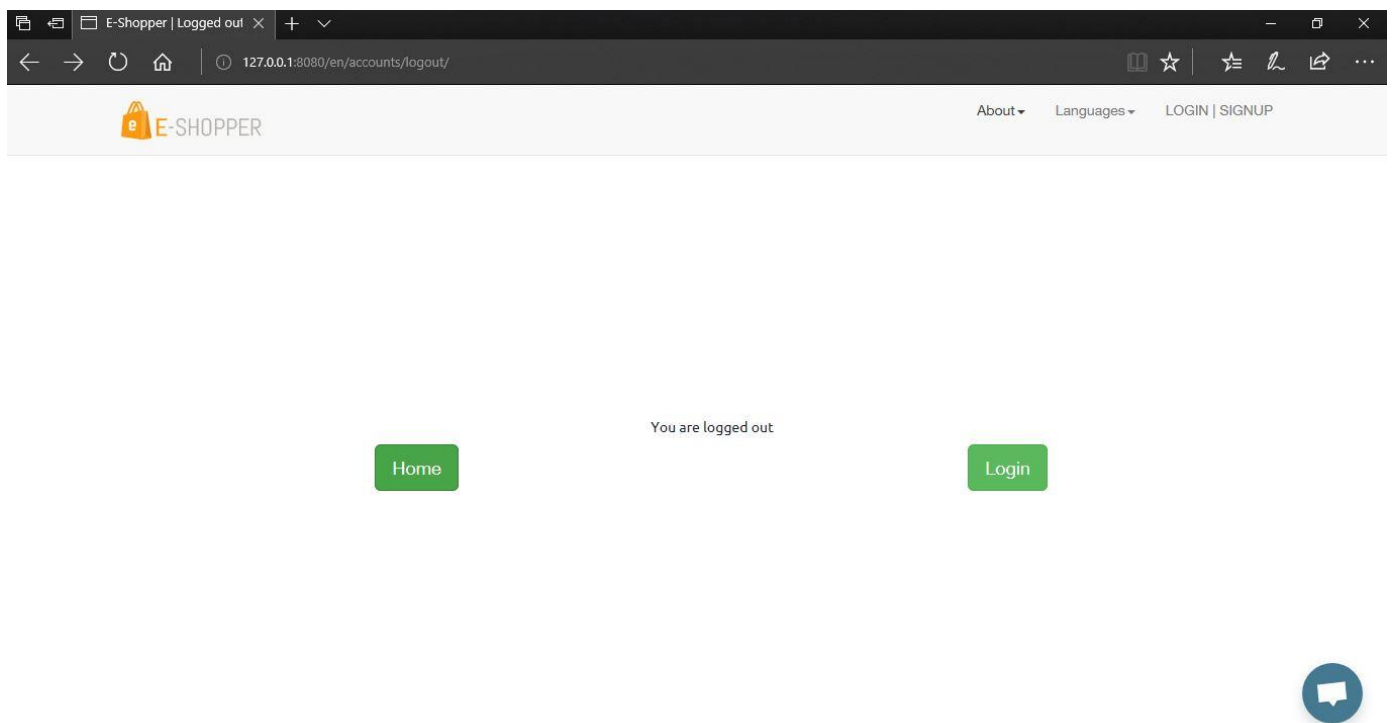 E-Shopper | Logged out
127.0.0.1:8080/en/accounts/logout/
e E-SHOPPER
About
Languages
LOGIN | SIGNUP
You are logged out
Home
Login